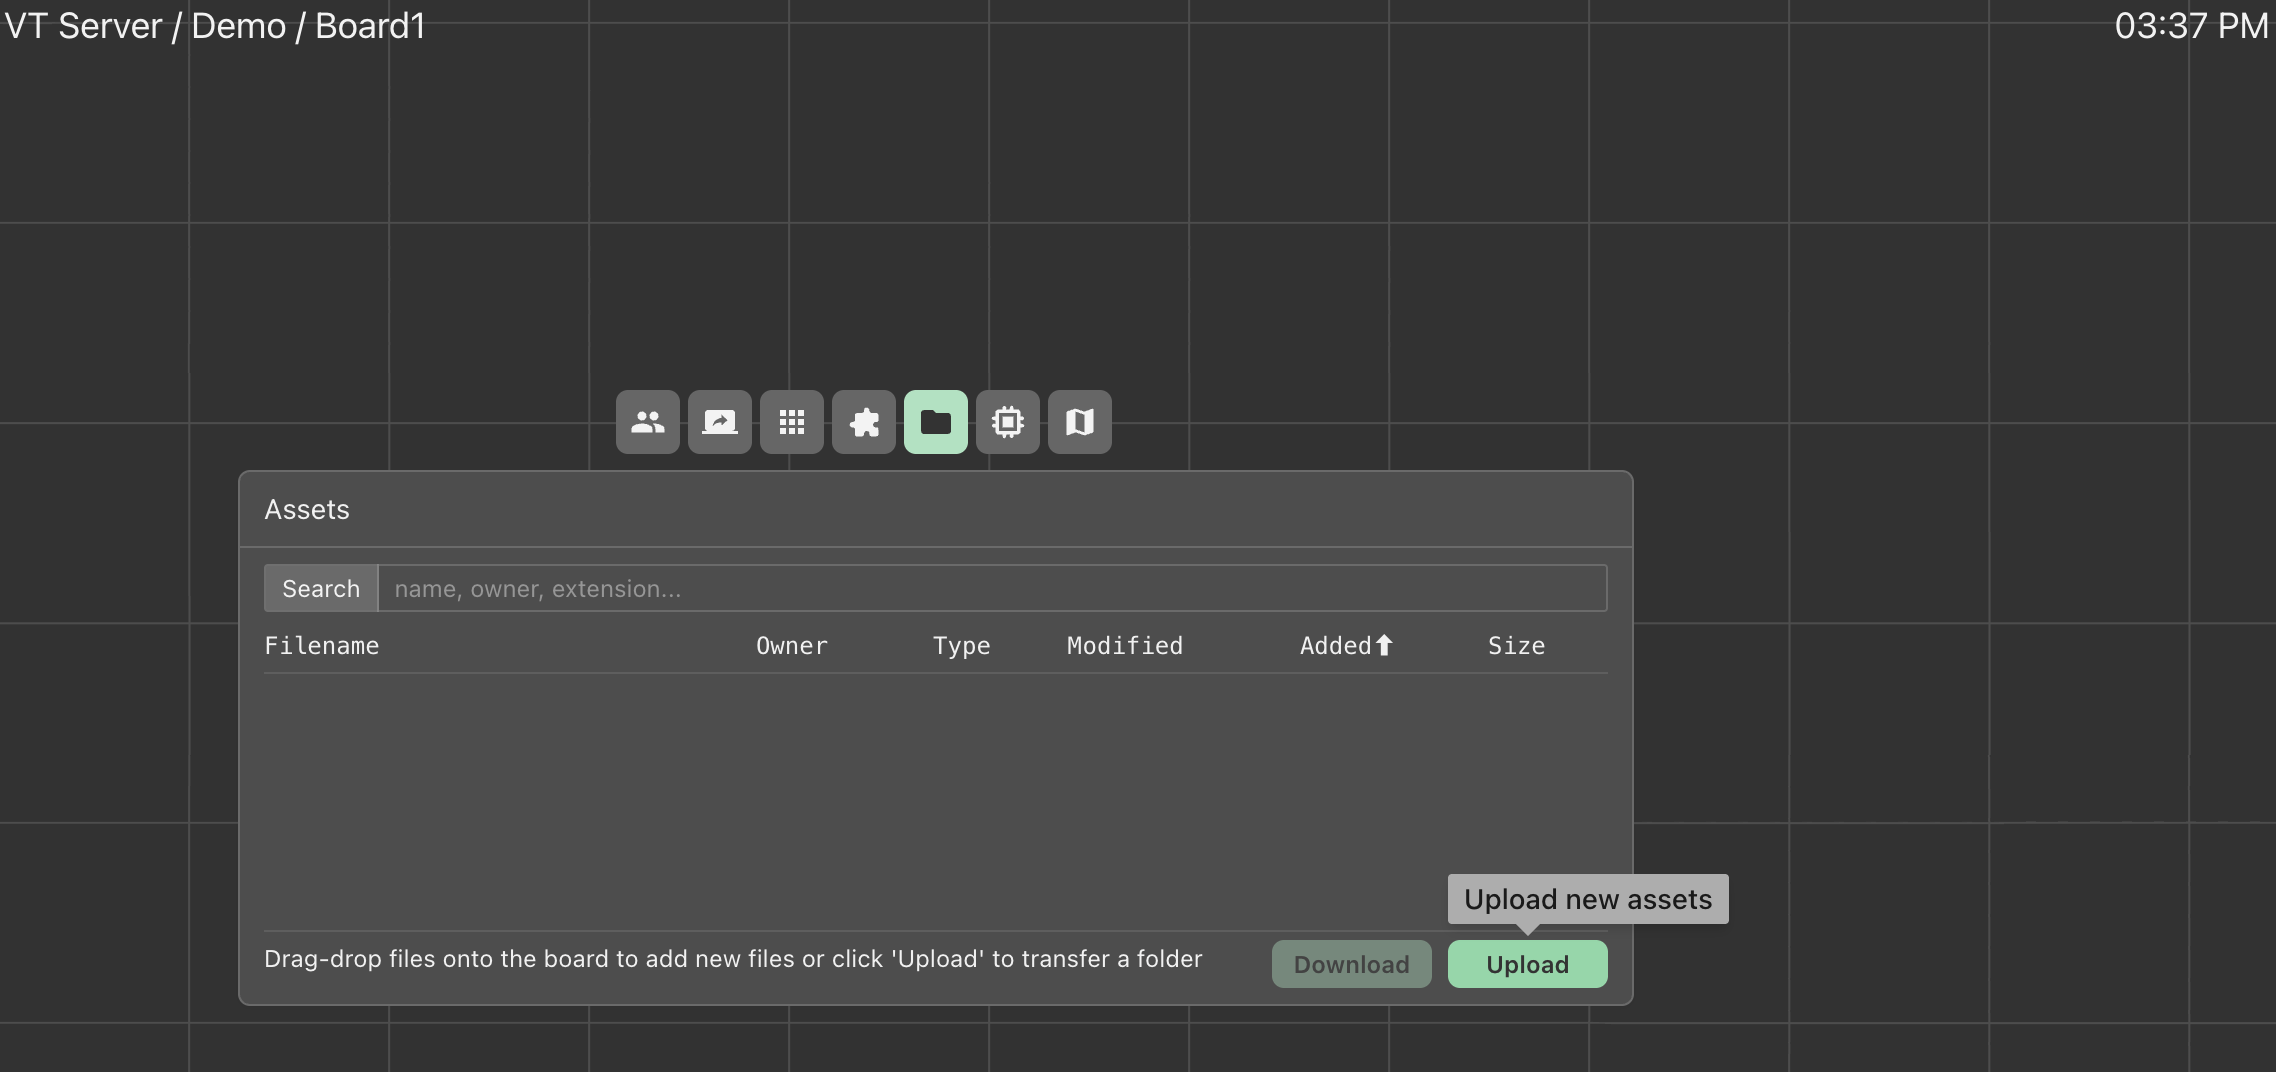 VT Server / Demo / Board1
03:37 PM
Assets
Search name, owner, extension...
Filename Owner Type Modified Added Size
Upload new assets
Drag-drop files onto the board to add new files or click 'Upload' to transfer a folder
Download Upload